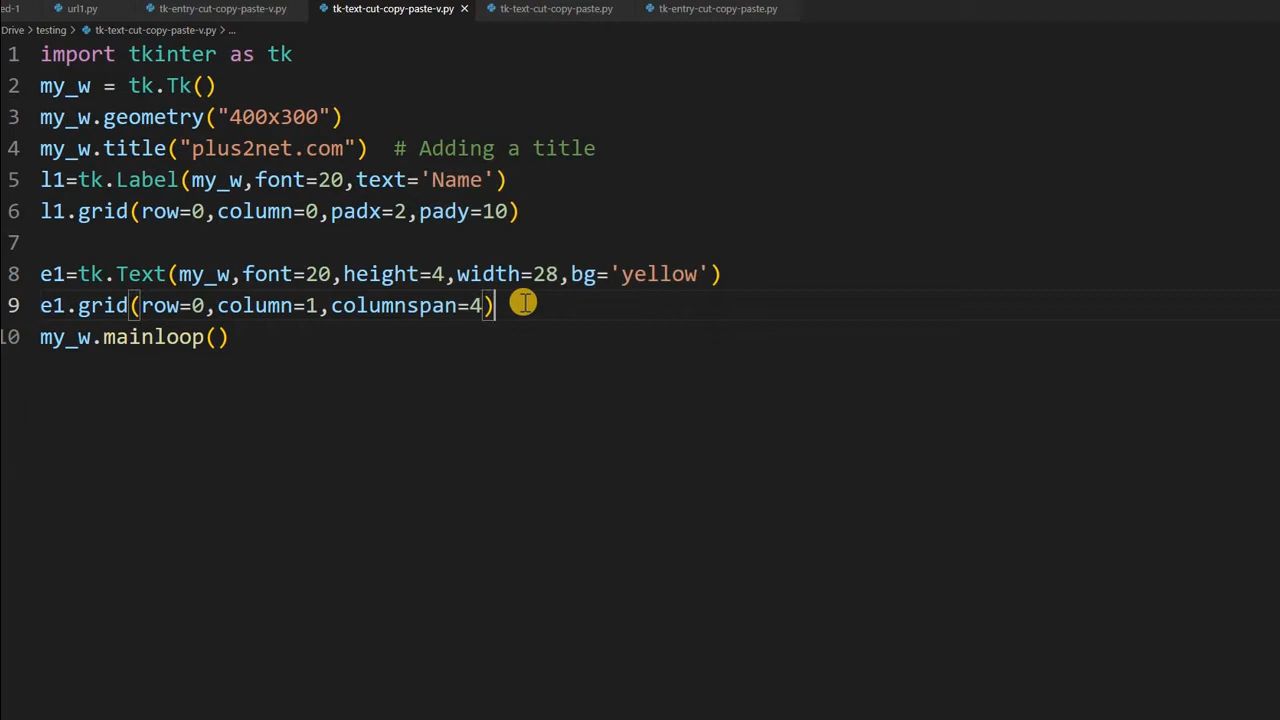 ed-1 url1.py tk-entry-cut-copy-paste-v.py tk-text-cut-copy-paste-v.py × tk-text-cut-copy-paste.py tk-entry-cut-copy-paste.py
Drive > testing > tk-text-cut-copy-paste-v.py > ...
1 import tkinter as tk
2 my_w = tk.Tk()
3 my_w.geometry("400x300")
4 my_w.title("plus2net.com")  # Adding a title
5 l1=tk.Label(my_w,font=20,text='Name')
6 l1.grid(row=0,column=0,padx=2,pady=10)
7
8 e1=tk.Text(my_w,font=20,height=4,width=28,bg='yellow')
9 e1.grid(row=0,column=1,columnspan=4)
10 my_w.mainloop()